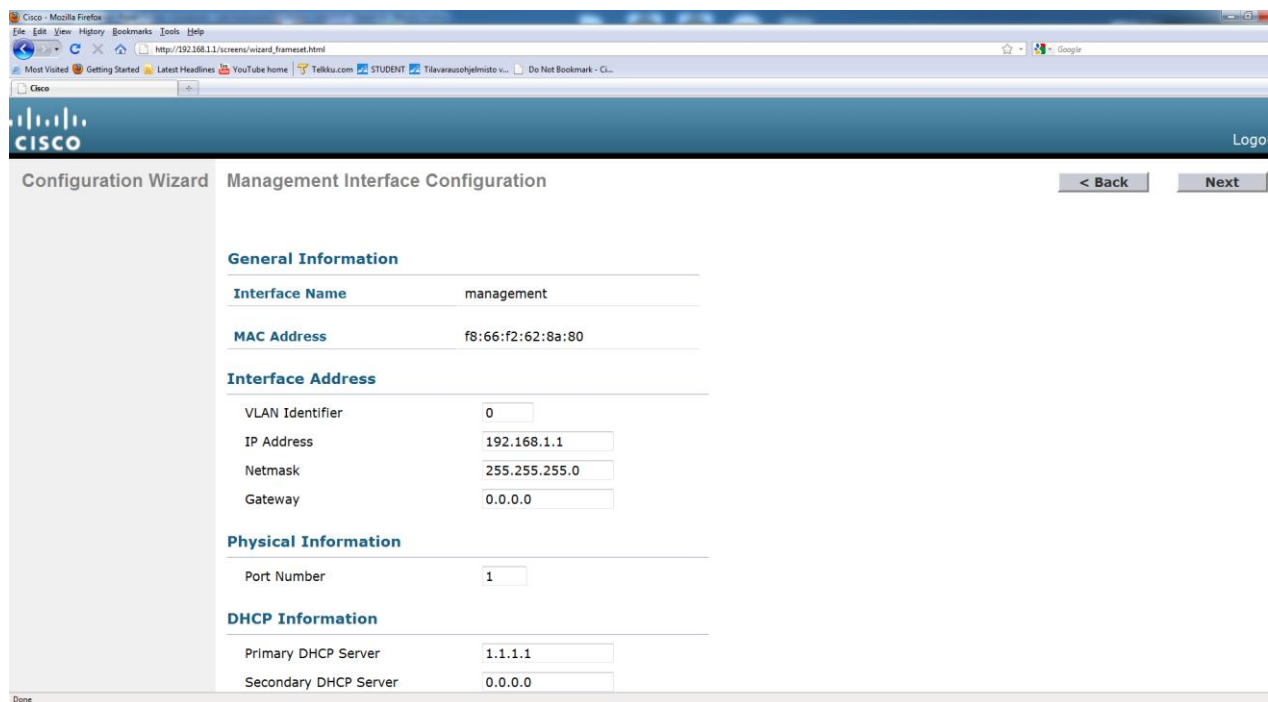 Cisco - Mozilla Firefox
File Edit View History Bookmarks Tools Help
http://192.168.1.1/screens/wizard_frameset.html
Google
Most Visited Getting Started Latest Headlines YouTube home Telkku.com STUDENT Tilavarausohjelmisto v... Do Not Bookmark - Ci...
Cisco
CISCO
Logo
Configuration Wizard
Management Interface Configuration
< Back
Next
General Information
Interface Name management
MAC Address f8:66:f2:62:8a:80
Interface Address
VLAN Identifier 0
IP Address 192.168.1.1
Netmask 255.255.255.0
Gateway 0.0.0.0
Physical Information
Port Number 1
DHCP Information
Primary DHCP Server 1.1.1.1
Secondary DHCP Server 0.0.0.0
Done